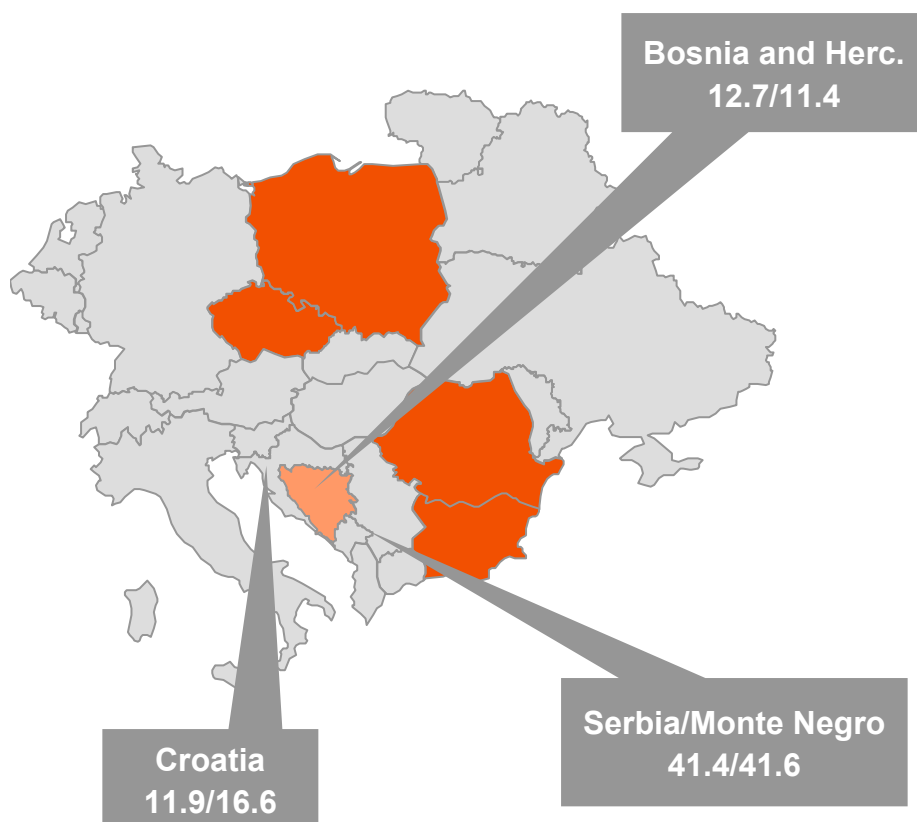 Bosnia and Herc.
12.7/11.4
Serbia/Monte Negro
41.4/41.6
Croatia
11.9/16.6